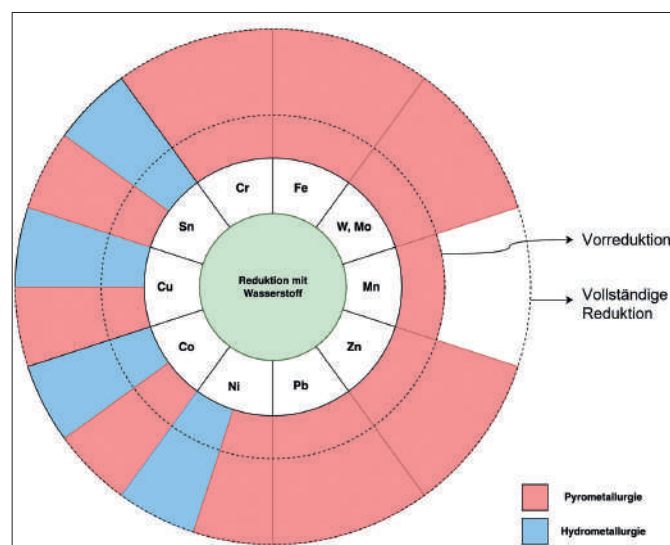 Cr
Fe
Sn
W, Mo
Reduktion mit
Wasserstoff
Cu
Mn
Co
Zn
Ni
Pb
Vorreduktion
Vollständige
Reduktion
Pyrometallurgie
Hydrometallurgie